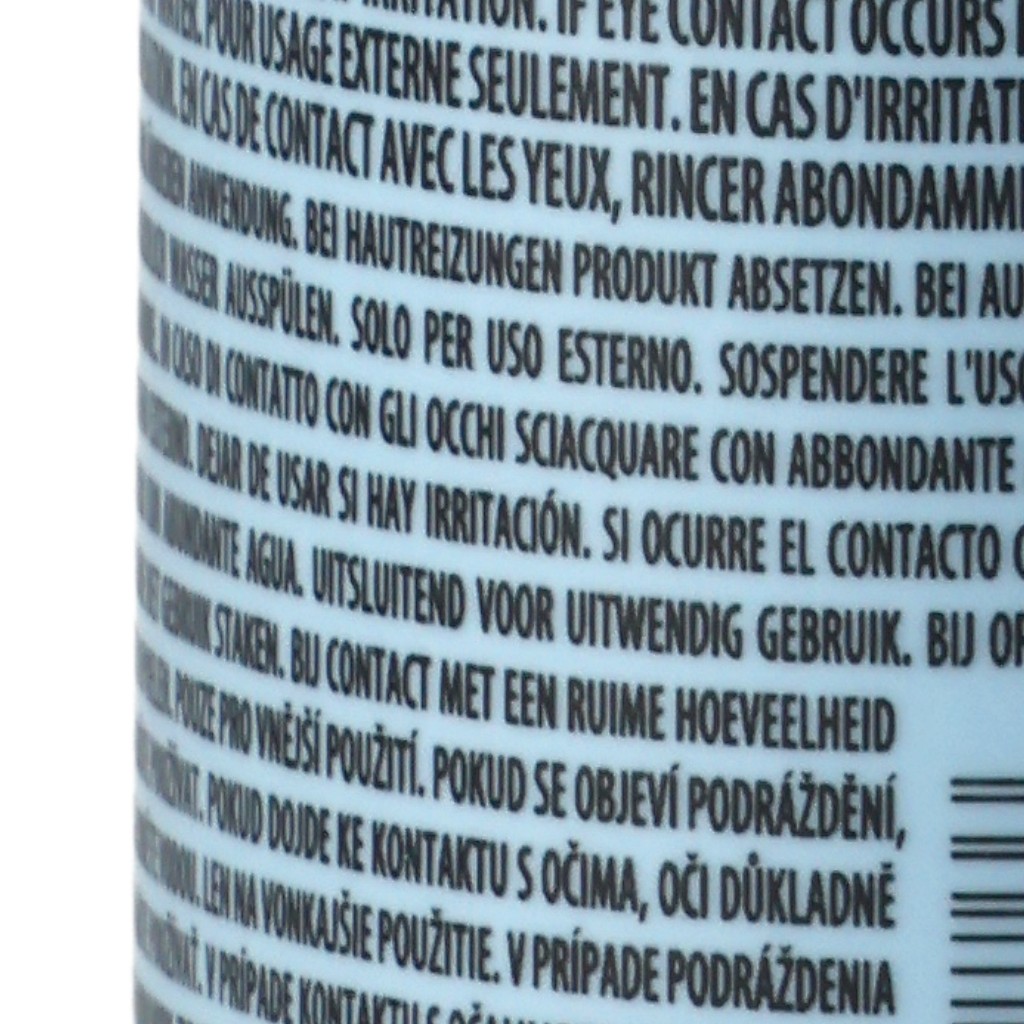 IRRITATION. IF EYE CONTACT OCCURS
POUR USAGE EXTERNE SEULEMENT. EN CAS D'IRRITATI
EN CAS DE CONTACT AVEC LES YEUX, RINCER ABONDAMME
ANWENDUNG. BEI HAUTREIZUNGEN PRODUKT ABSETZEN. BEI AU
WASSER AUSSPÜLEN. SOLO PER USO ESTERNO. SOSPENDERE L'USO
CASO DI CONTATTO CON GLI OCCHI SCIACQUARE CON ABBONDANTE
DEJAR DE USAR SI HAY IRRITACIÓN. SI OCURRE EL CONTACTO
ABUNDANTE AGUA. UITSLUITEND VOOR UITWENDIG GEBRUIK. BIJ
GEBRUIK STAKEN. BIJ CONTACT MET EEN RUIME HOEVEELHEID
POUZE PRO VNĚJŠÍ POUŽITÍ. POKUD SE OBJEVÍ PODRÁŽDĚNÍ,
POKUD DOJDE KE KONTAKTU S OČIMA, OČI DŮKLADNĚ
LEN NA VONKAJŠIE POUŽITIE. V PRÍPADE PODRÁŽDENIA
V PRÍPADE KONTAKTU S